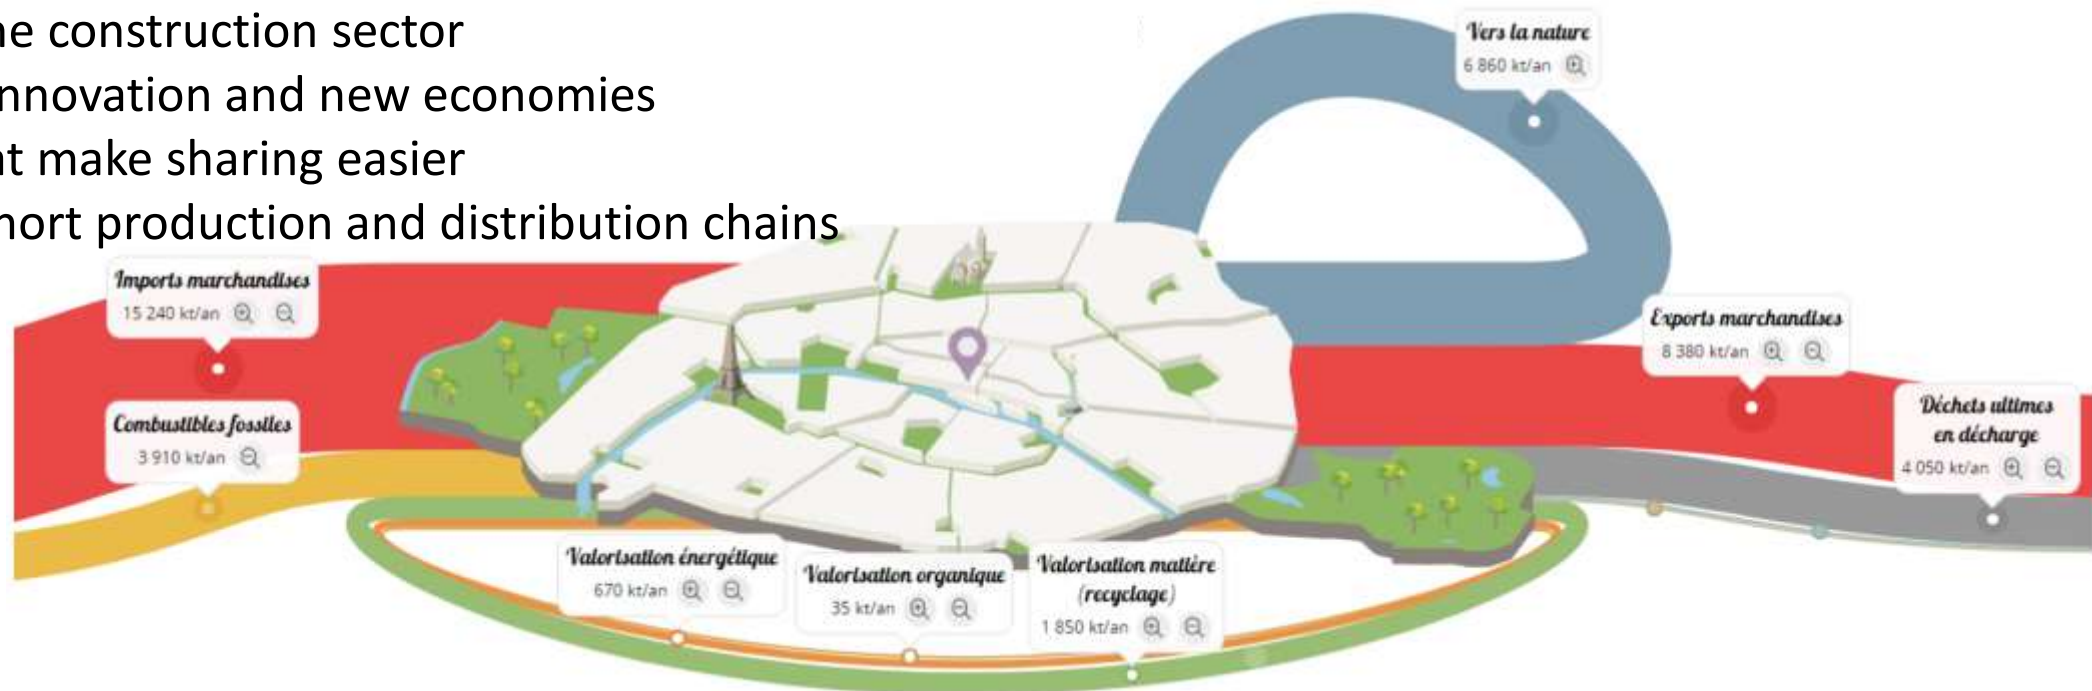 ne construction sector
nnovation and new economies
t make sharing easier
hort production and distribution chains
Vers la nature
6 860 kt/an
Imports marchandises
15 240 kt/an
Exports marchandises
8 380 kt/an
Combustibles fossiles
3 910 kt/an
Déchets ultimes
en décharge
4 050 kt/an
Valorisation énergétique
670 kt/an
Valorisation organique
35 kt/an
Valorisation matière
(recyclage)
1 850 kt/an